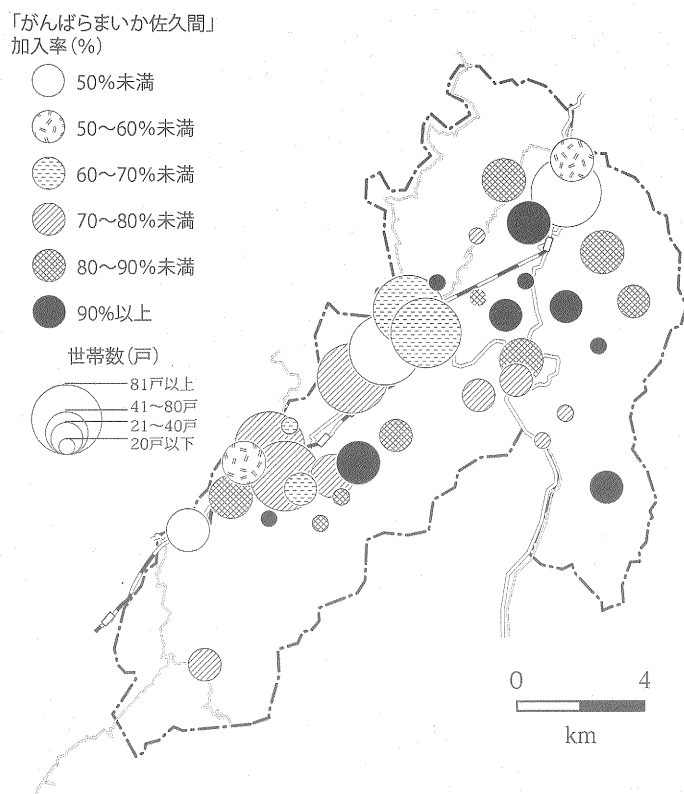 「がんばらまいか佐久間」
加入率(%)
50%未満
50〜60%未満
60〜70%未満
70〜80%未満
80〜90%未満
90%以上
世帯数(戸)
81戸以上
41〜80戸
21〜40戸
20戸以下
0 4
km